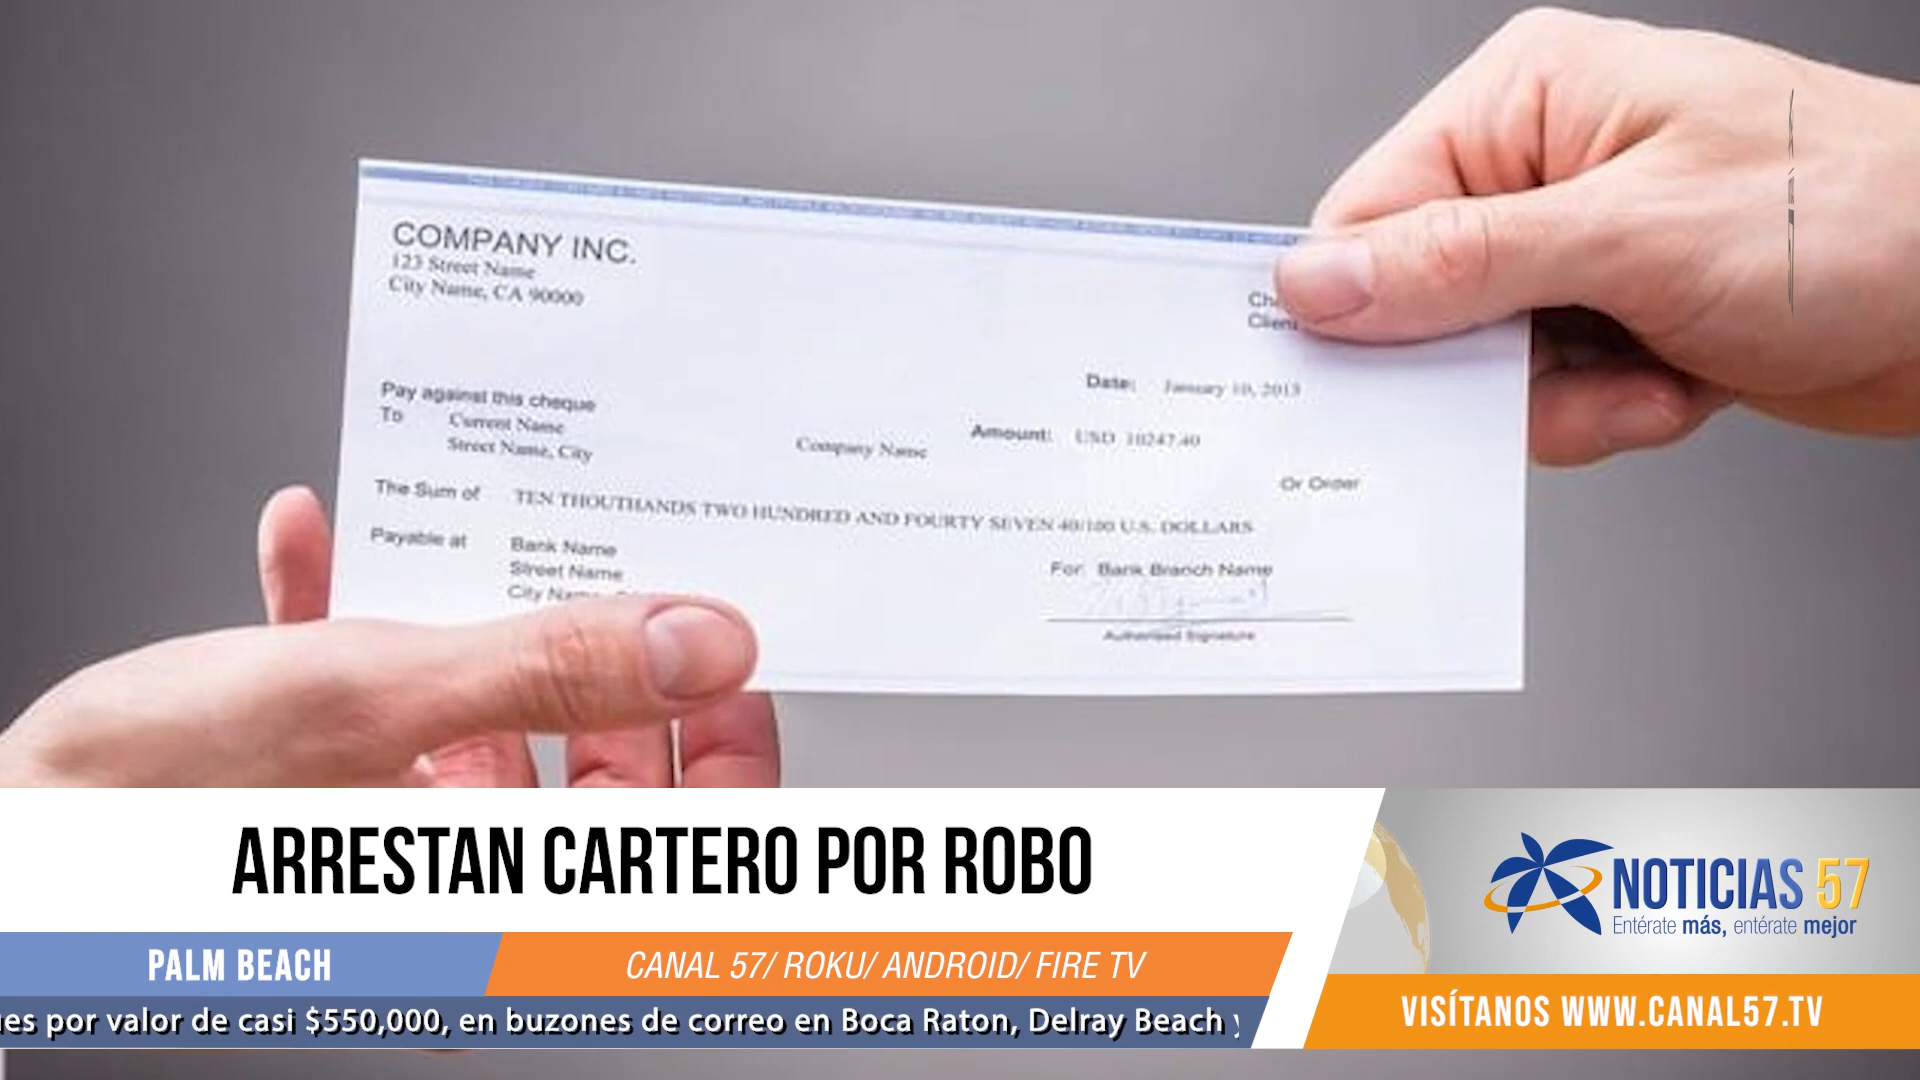 COMPANY INC.
123 Street Name
City Name, CA 90000
Client
Date: January 10, 2013
Pay against this cheque
To Current Name
Street Name, City
Company Name
Amount: USD 10247.40
Or Order
The Sum of TEN THOUTHANDS TWO HUNDRED AND FOURTY SEVEN 40/100 U.S. DOLLARS
Payable at Bank Name
Street Name
City
For: Bank Branch Name
Authorised Signature
ARRESTAN CARTERO POR ROBO
NOTICIAS 57
Entérate más, entérate mejor
PALM BEACH
CANAL 57/ ROKU/ ANDROID/ FIRE TV
por valor de casi $550,000, en buzones de correo en Boca Raton, Delray Beach y
VISÍTANOS WWW.CANAL57.TV